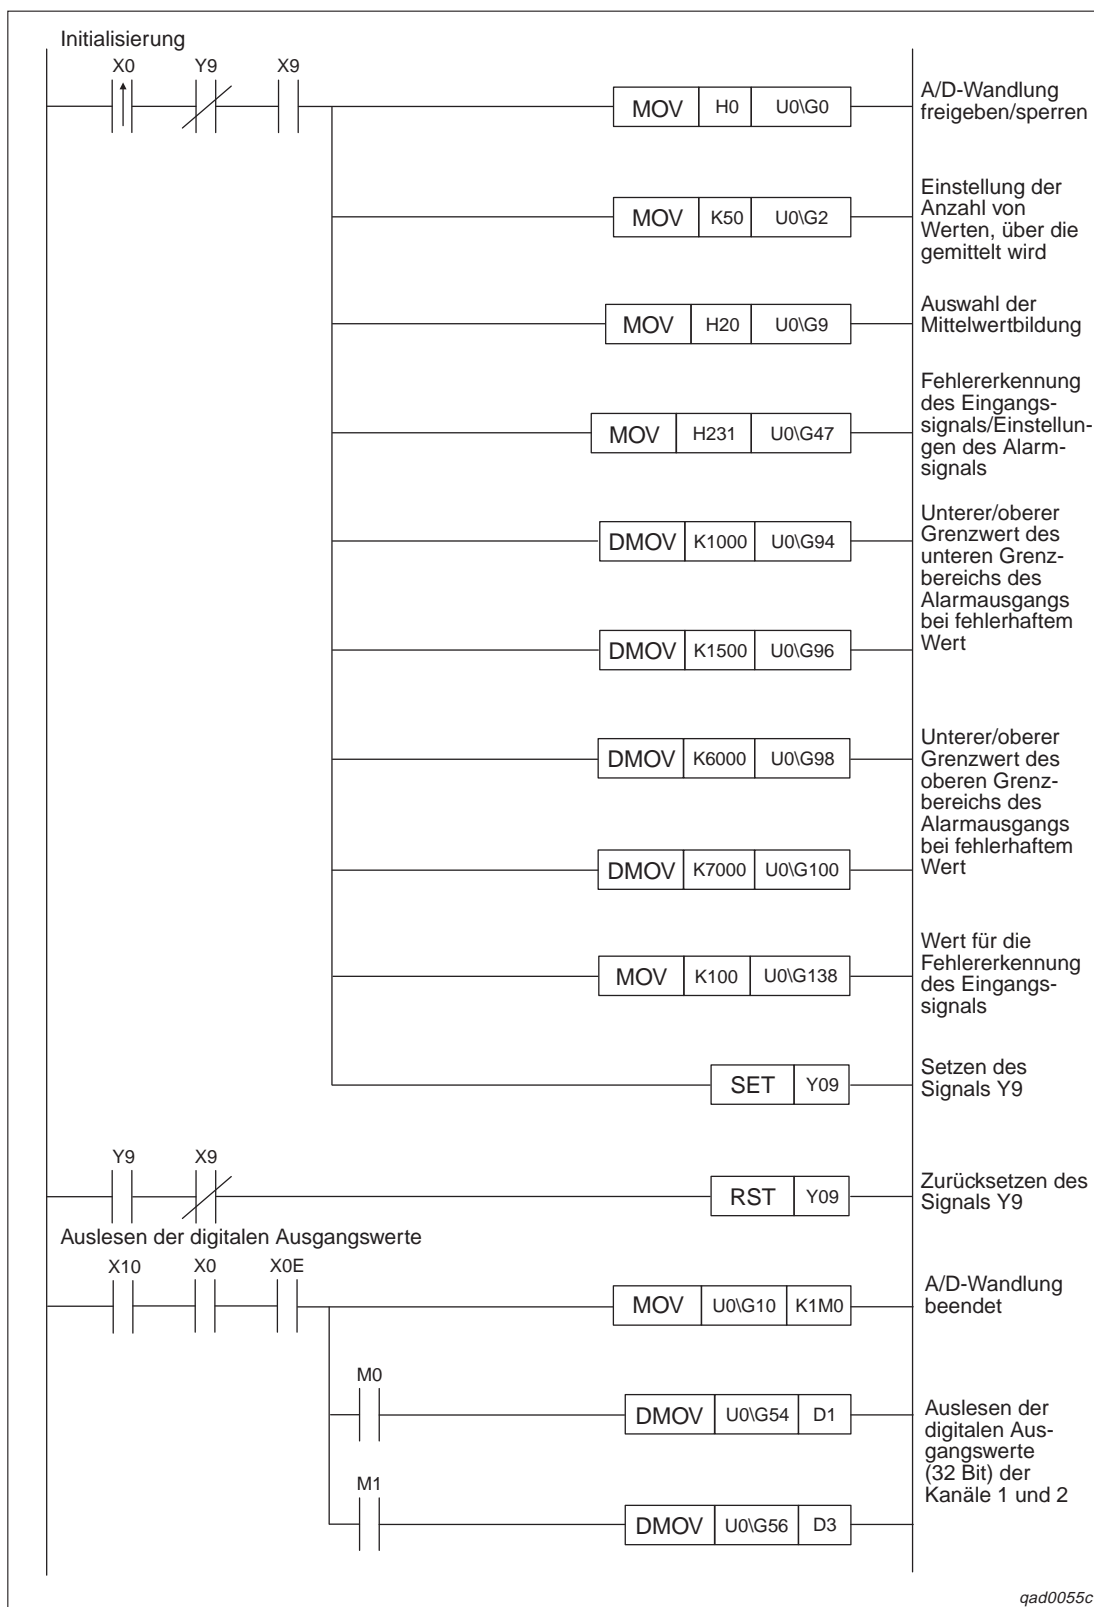 Initialisierung
X0 Y9 X9
MOV H0 U0\G0
A/D-Wandlung
freigeben/sperren
MOV K50 U0\G2
Einstellung der
Anzahl von
Werten, über die
gemittelt wird
MOV H20 U0\G9
Auswahl der
Mittelwertbildung
MOV H231 U0\G47
Fehlererkennung
des Eingangs-
signals/Einstellun-
gen des Alarm-
signals
DMOV K1000 U0\G94
Unterer/oberer
Grenzwert des
unteren Grenz-
bereichs des
Alarmausgangs
bei fehlerhaftem
Wert
DMOV K1500 U0\G96
DMOV K6000 U0\G98
Unterer/oberer
Grenzwert des
oberen Grenz-
bereichs des
Alarmausgangs
bei fehlerhaftem
Wert
DMOV K7000 U0\G100
MOV K100 U0\G138
Wert für die
Fehlererkennung
des Eingangs-
signals
SET Y09
Setzen des
Signals Y9
Y9 X9
RST Y09
Zurücksetzen des
Signals Y9
Auslesen der digitalen Ausgangswerte
X10 X0 X0E
MOV U0\G10 K1M0
A/D-Wandlung
beendet
M0
DMOV U0\G54 D1
Auslesen der
digitalen Aus-
gangswerte
(32 Bit) der
Kanäle 1 und 2
M1
DMOV U0\G56 D3
qad0055c